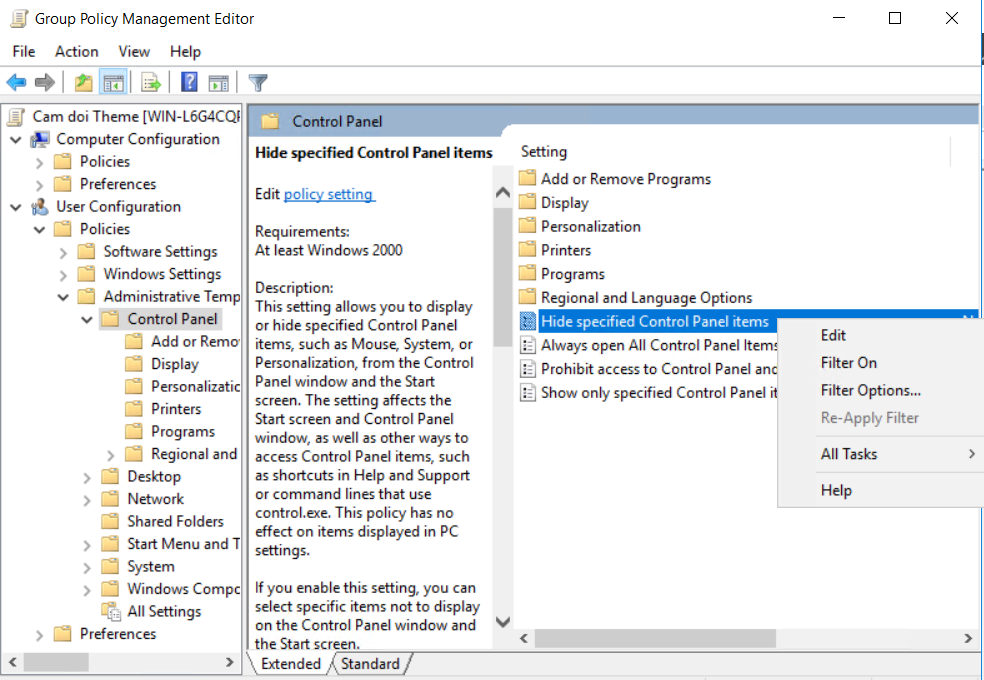 Group Policy Management Editor
File Action View Help
Cam doi Theme [WIN-L6G4CQ
Computer Configuration
Policies
Preferences
User Configuration
Policies
Software Settings
Windows Settings
Administrative Temp
Control Panel
Add or Remo
Display
Personalizatic
Printers
Programs
Regional and
Desktop
Network
Shared Folders
Start Menu and T
System
Windows Compo
All Settings
Preferences
Control Panel
Hide specified Control Panel items
Edit policy setting
Requirements:
At least Windows 2000
Description:
This setting allows you to display
or hide specified Control Panel
items, such as Mouse, System, or
Personalization, from the Control
Panel window and the Start
screen. The setting affects the
Start screen and Control Panel
window, as well as other ways to
access Control Panel items, such
as shortcuts in Help and Support
or command lines that use
control.exe. This policy has no
effect on items displayed in PC
settings.
If you enable this setting, you can
select specific items not to display
on the Control Panel window and
the Start screen.
Setting
Add or Remove Programs
Display
Personalization
Printers
Programs
Regional and Language Options
Hide specified Control Panel items
Always open All Control Panel Items
Prohibit access to Control Panel and
Show only specified Control Panel it
Edit
Filter On
Filter Options...
Re-Apply Filter
All Tasks
Help
Extended Standard